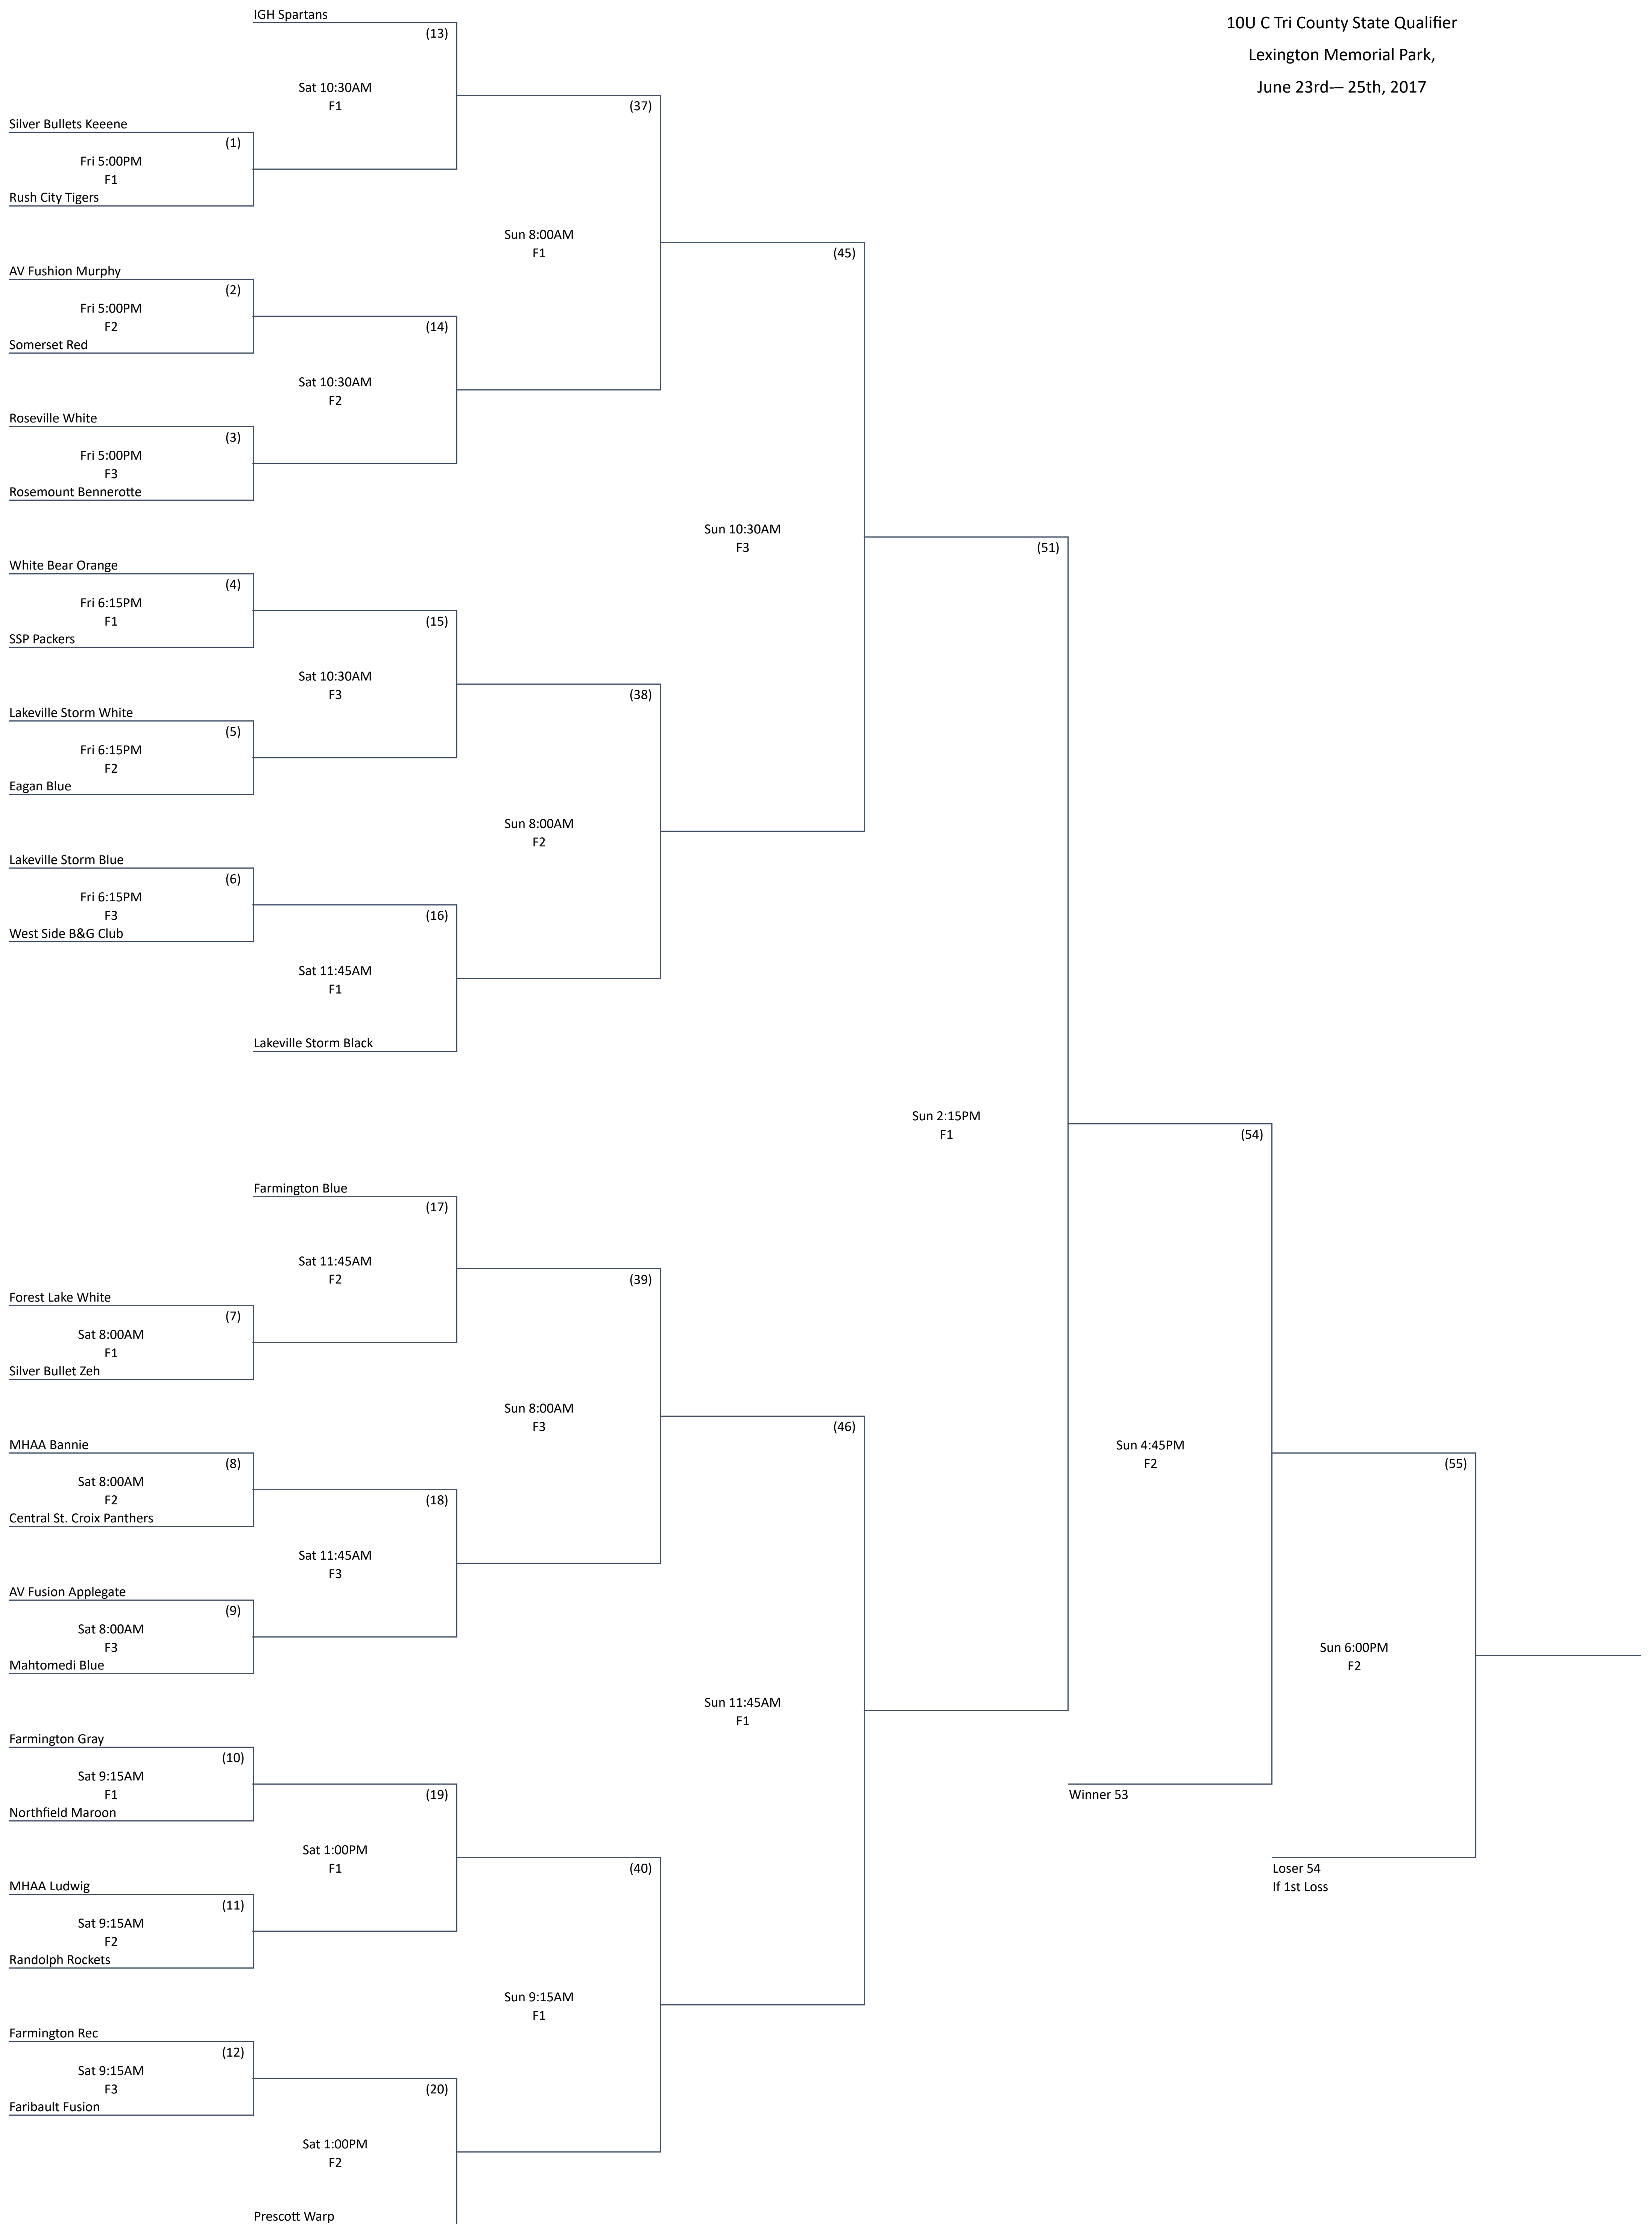 IGH Spartans
10U C Tri County State Qualifier
Lexington Memorial Park,
June 23rd-– 25th, 2017
(13)
Sat 10:30AM
F1
(37)
Silver Bullets Keeene
(1)
Fri 5:00PM
F1
Rush City Tigers
Sun 8:00AM
F1
(45)
AV Fushion Murphy
(2)
Fri 5:00PM
F2
Somerset Red
(14)
Sat 10:30AM
F2
Roseville White
(3)
Fri 5:00PM
F3
Rosemount Bennerotte
Sun 10:30AM
F3
(51)
White Bear Orange
(4)
Fri 6:15PM
F1
SSP Packers
(15)
Sat 10:30AM
F3
(38)
Lakeville Storm White
(5)
Fri 6:15PM
F2
Eagan Blue
Sun 8:00AM
F2
Lakeville Storm Blue
(6)
Fri 6:15PM
F3
West Side B&G Club
(16)
Sat 11:45AM
F1
Lakeville Storm Black
Sun 2:15PM
F1
(54)
Farmington Blue
(17)
Sat 11:45AM
F2
(39)
Forest Lake White
(7)
Sat 8:00AM
F1
Silver Bullet Zeh
Sun 8:00AM
F3
(46)
MHAA Bannie
(8)
Sat 8:00AM
F2
Central St. Croix Panthers
Sun 4:45PM
F2
(55)
(18)
Sat 11:45AM
F3
AV Fusion Applegate
(9)
Sat 8:00AM
F3
Mahtomedi Blue
Sun 6:00PM
F2
Sun 11:45AM
F1
Farmington Gray
(10)
Sat 9:15AM
F1
Northfield Maroon
(19)
Winner 53
Sat 1:00PM
F1
(40)
Loser 54
If 1st Loss
MHAA Ludwig
(11)
Sat 9:15AM
F2
Randolph Rockets
Sun 9:15AM
F1
Farmington Rec
(12)
Sat 9:15AM
F3
Faribault Fusion
(20)
Sat 1:00PM
F2
Prescott Warp